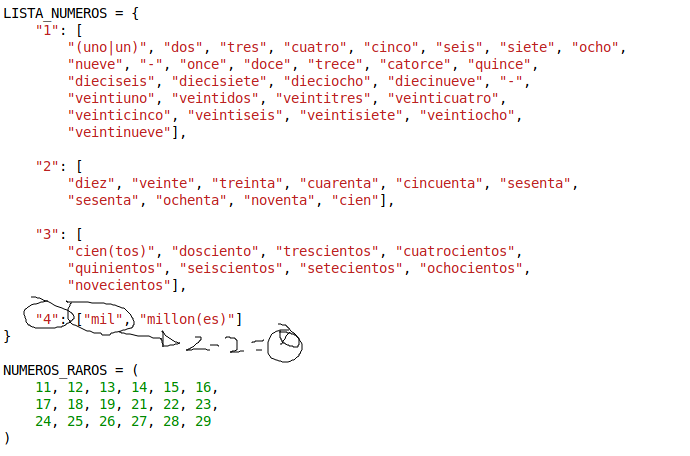 LISTA_NUMEROS = {
"1": [
"(uno|un)", "dos", "tres", "cuatro", "cinco", "seis", "siete", "ocho",
"nueve", "-", "once", "doce", "trece", "catorce", "quince",
"dieciseis", "diecisiete", "dieciocho", "diecinueve", "-",
"veintiuno", "veintidos", "veintitres", "veinticuatro",
"veinticinco", "veintiseis", "veintisiete", "veintiocho",
"veintinueve"],
"2": [
"diez", "veinte", "treinta", "cuarenta", "cincuenta", "sesenta",
"sesenta", "ochenta", "noventa", "cien"],
"3": [
"cien(tos)", "dosciento", "trescientos", "cuatrocientos",
"quinientos", "seiscientos", "setecientos", "ochocientos",
"novecientos"],
"4": ["mil", "millon(es)"]
}
2-2=
NUMEROS_RAROS = (
11, 12, 13, 14, 15, 16,
17, 18, 19, 21, 22, 23,
24, 25, 26, 27, 28, 29
)